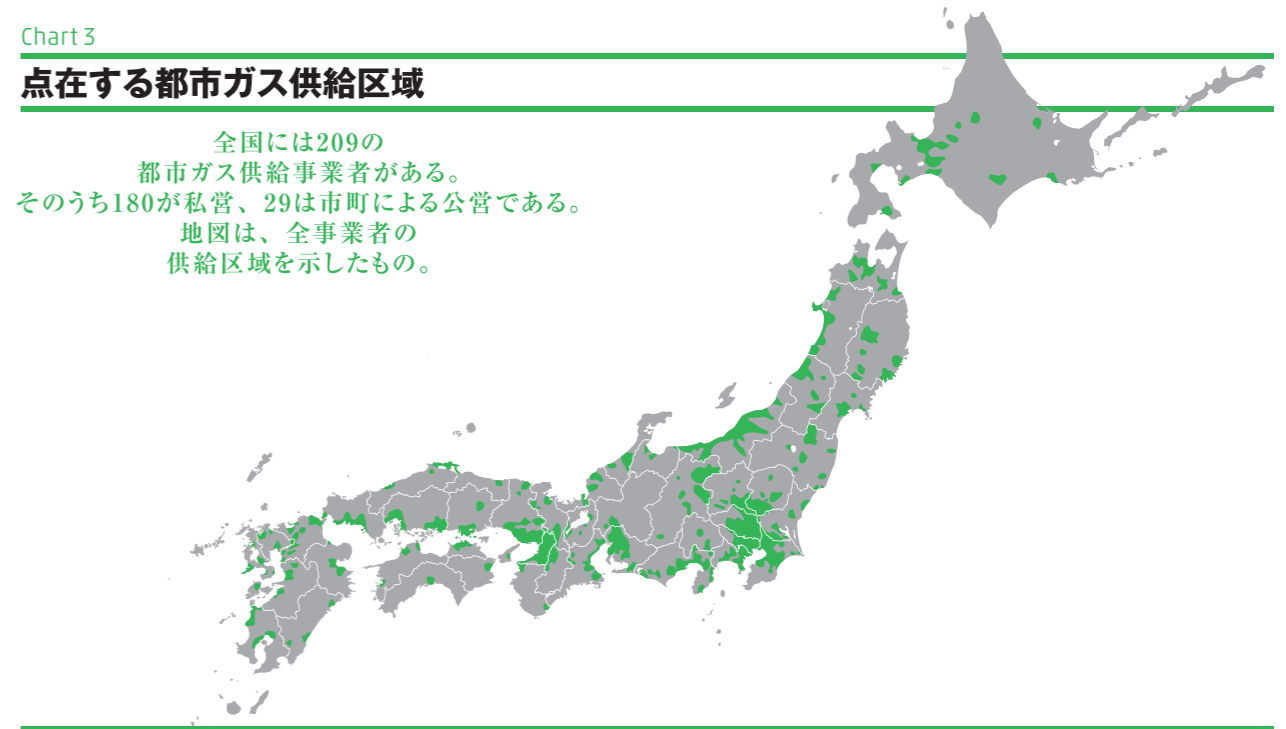 Chart 3
点在する都市ガス供給区域
全国には209の
都市ガス供給事業者がある。
そのうち180が私営、29は市町による公営である。
地図は、全事業者の
供給区域を示したもの。